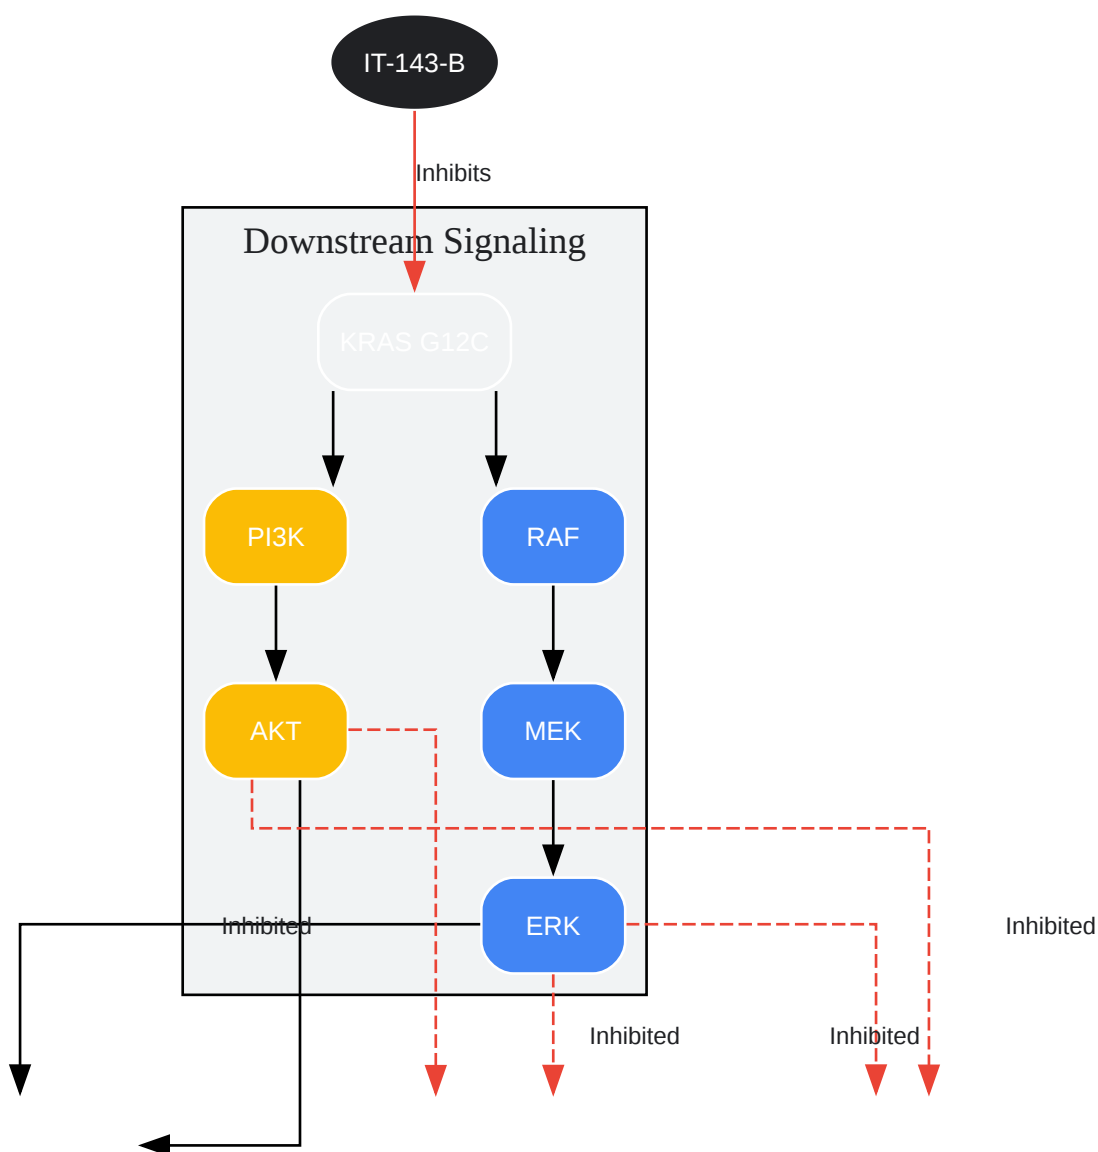 IT-143-B
Inhibits
Downstream Signaling
KRAS G12C
PI3K
RAF
AKT
MEK
Inhibited
ERK
Inhibited
Inhibited
Inhibited